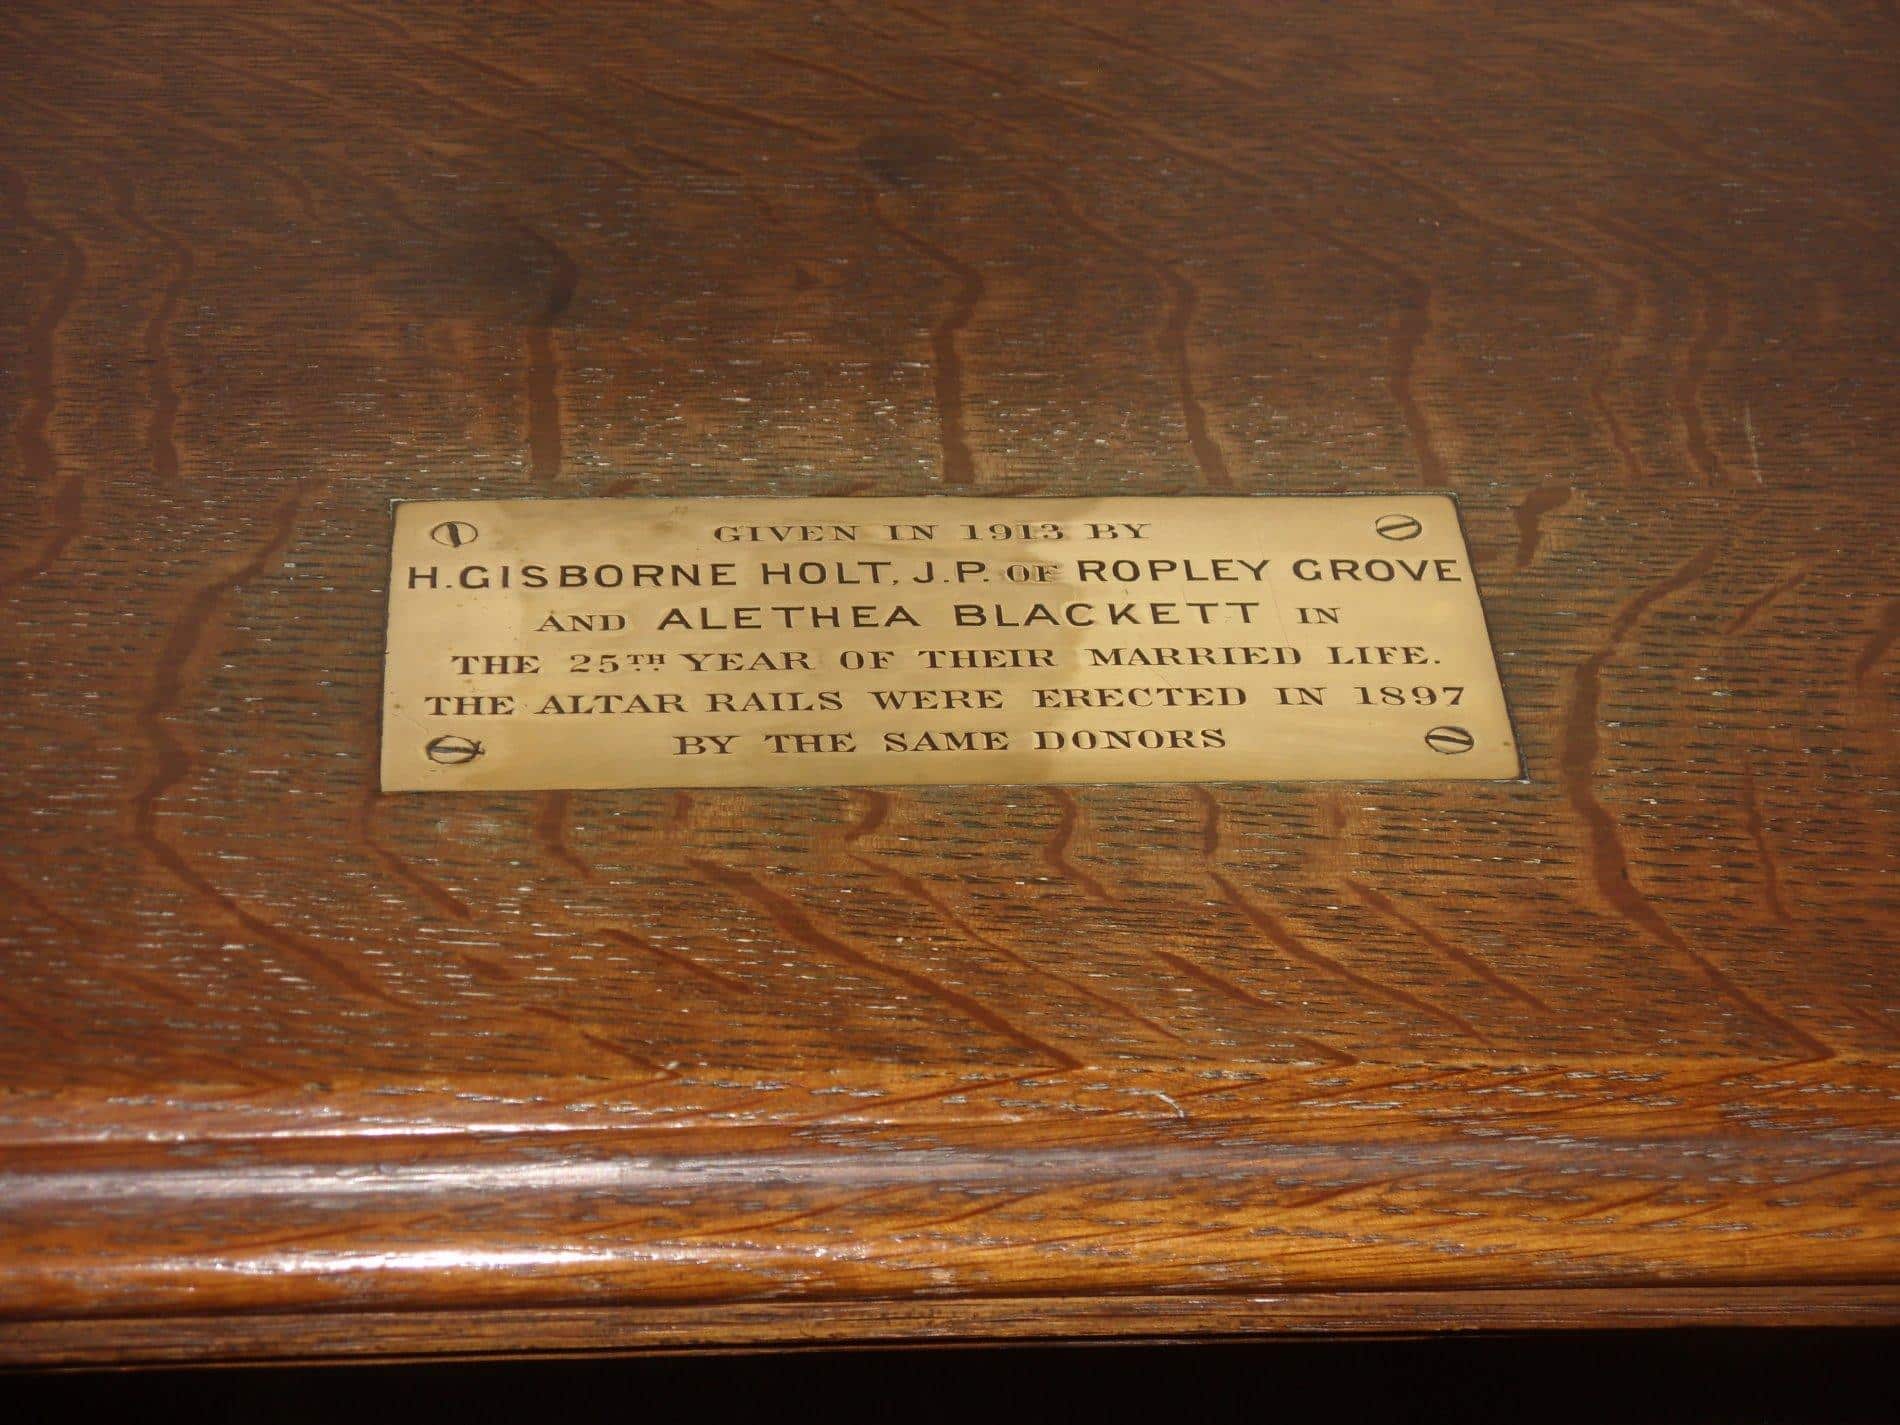 GIVEN IN 1913 BY
H. GISBORNE HOLT, J.P. OF ROPLEY GROVE
AND ALETHEA BLACKETT IN
THE 25TH YEAR OF THEIR MARRIED LIFE.
THE ALTAR RAILS WERE ERECTED IN 1897
BY THE SAME DONORS